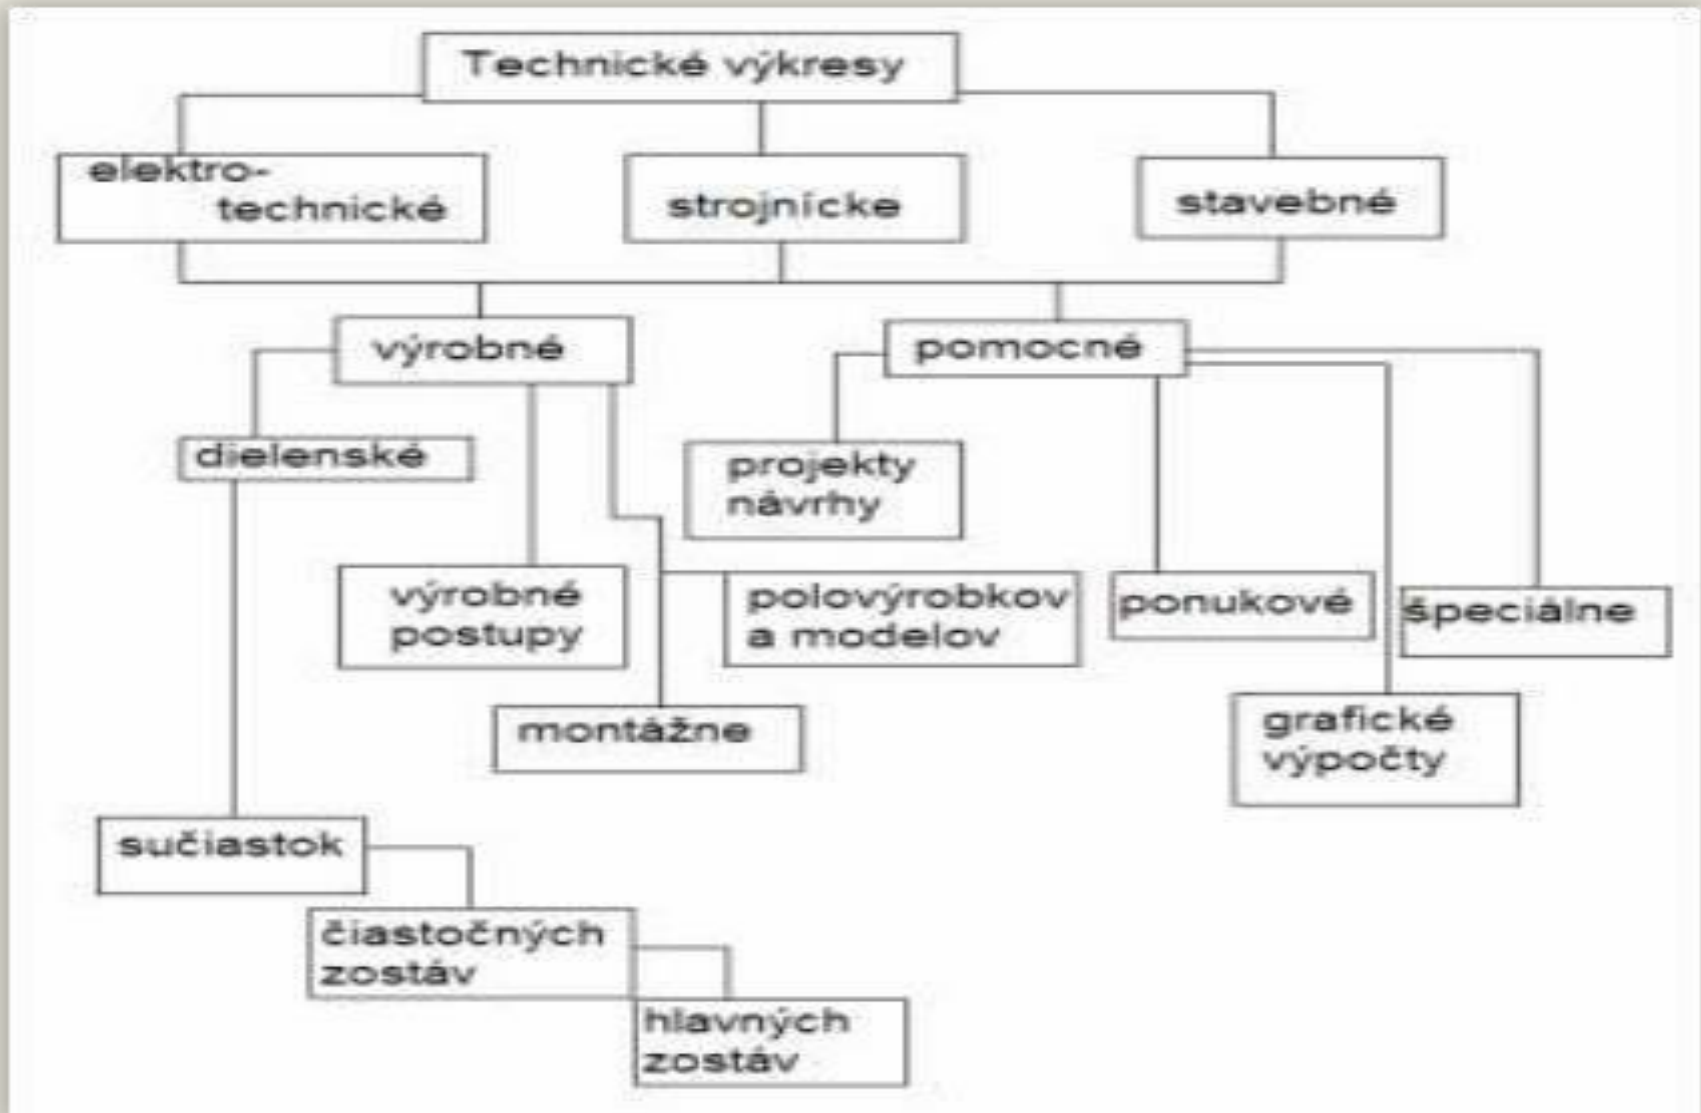 Technické výkresy
elektro-
technické
strojnícke
stavebné
výrobné
pomocné
dielenské
projekty
návrhy
výrobné
postupy
polovýrobkov
a modelov
ponukové
špeciálne
montážne
grafické
výpočty
sučiastok
čiastočných
zostáv
hlavných
zostáv